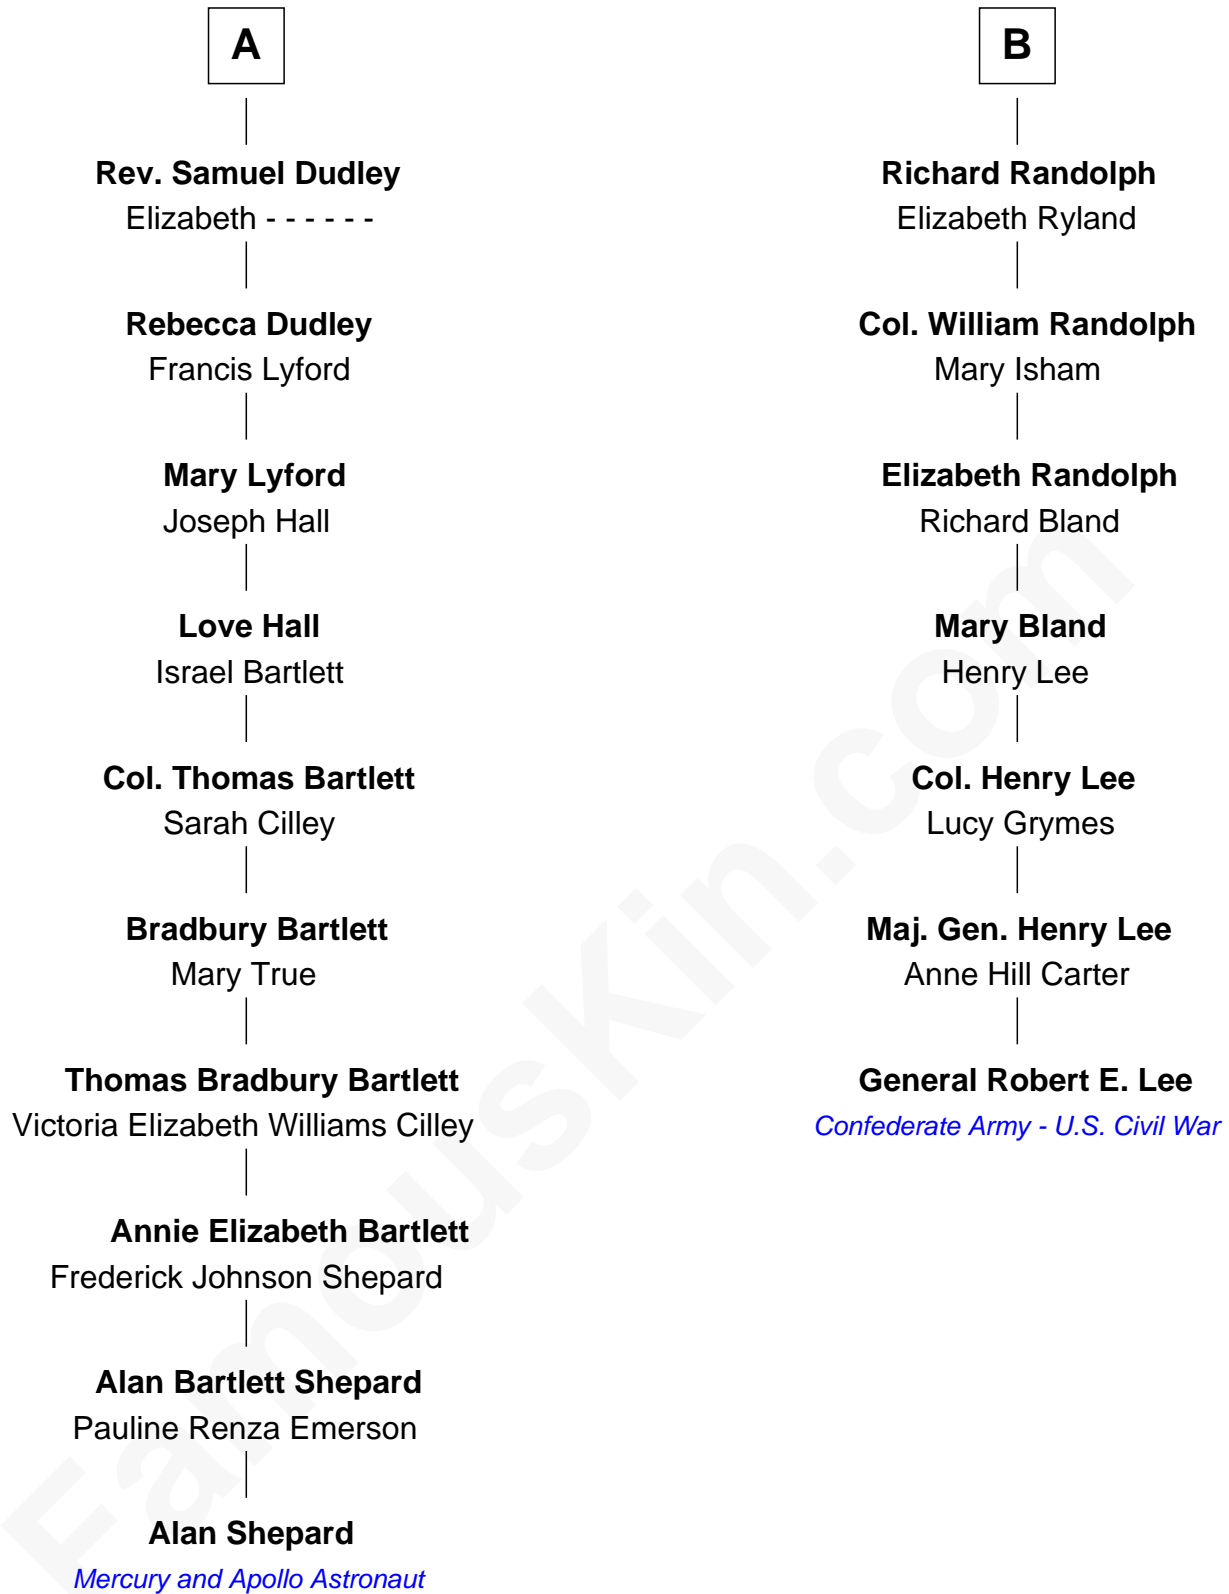 A
Rev. Samuel Dudley
Elizabeth - - - - - -
Rebecca Dudley
Francis Lyford
Mary Lyford
Joseph Hall
Love Hall
Israel Bartlett
Col. Thomas Bartlett
Sarah Cilley
Bradbury Bartlett
Mary True
Thomas Bradbury Bartlett
Victoria Elizabeth Williams Cilley
Annie Elizabeth Bartlett
Frederick Johnson Shepard
Alan Bartlett Shepard
Pauline Renza Emerson
Alan Shepard
Mercury and Apollo Astronaut
B
Richard Randolph
Elizabeth Ryland
Col. William Randolph
Mary Isham
Elizabeth Randolph
Richard Bland
Mary Bland
Henry Lee
Col. Henry Lee
Lucy Grymes
Maj. Gen. Henry Lee
Anne Hill Carter
General Robert E. Lee
Confederate Army - U.S. Civil War
FamousKin.com